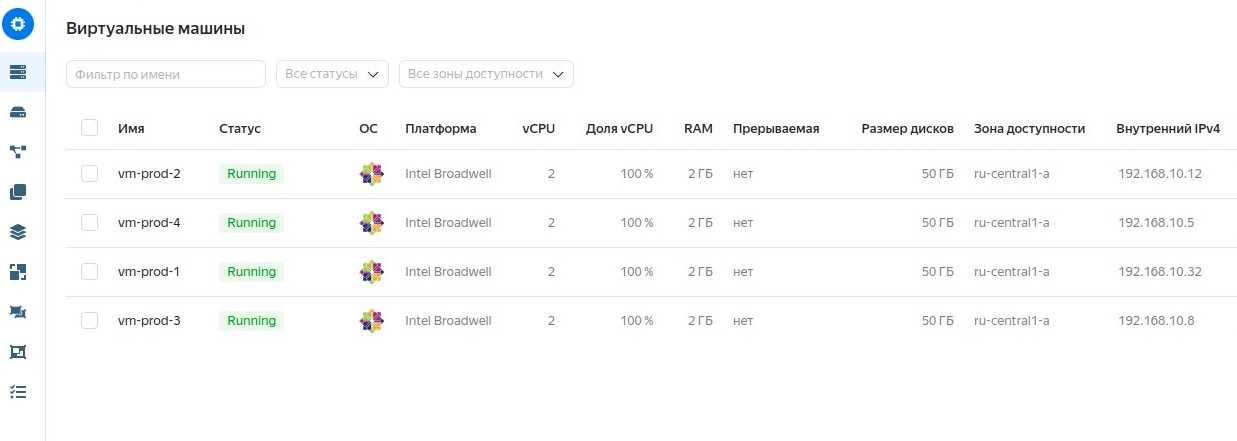 Виртуальные машины
Фильтр по имени Все статусы Все зоны доступности
Имя Статус ОС Платформа vCPU Доля vCPU RAM Прерываемая Размер дисков Зона доступности Внутренний IPv4
vm-prod-2 Running Intel Broadwell 2 100 % 2 ГБ нет 50 ГБ ru-central1-a 192.168.10.12
vm-prod-4 Running Intel Broadwell 2 100 % 2 ГБ нет 50 ГБ ru-central1-a 192.168.10.5
vm-prod-1 Running Intel Broadwell 2 100 % 2 ГБ нет 50 ГБ ru-central1-a 192.168.10.32
vm-prod-3 Running Intel Broadwell 2 100 % 2 ГБ нет 50 ГБ ru-central1-a 192.168.10.8